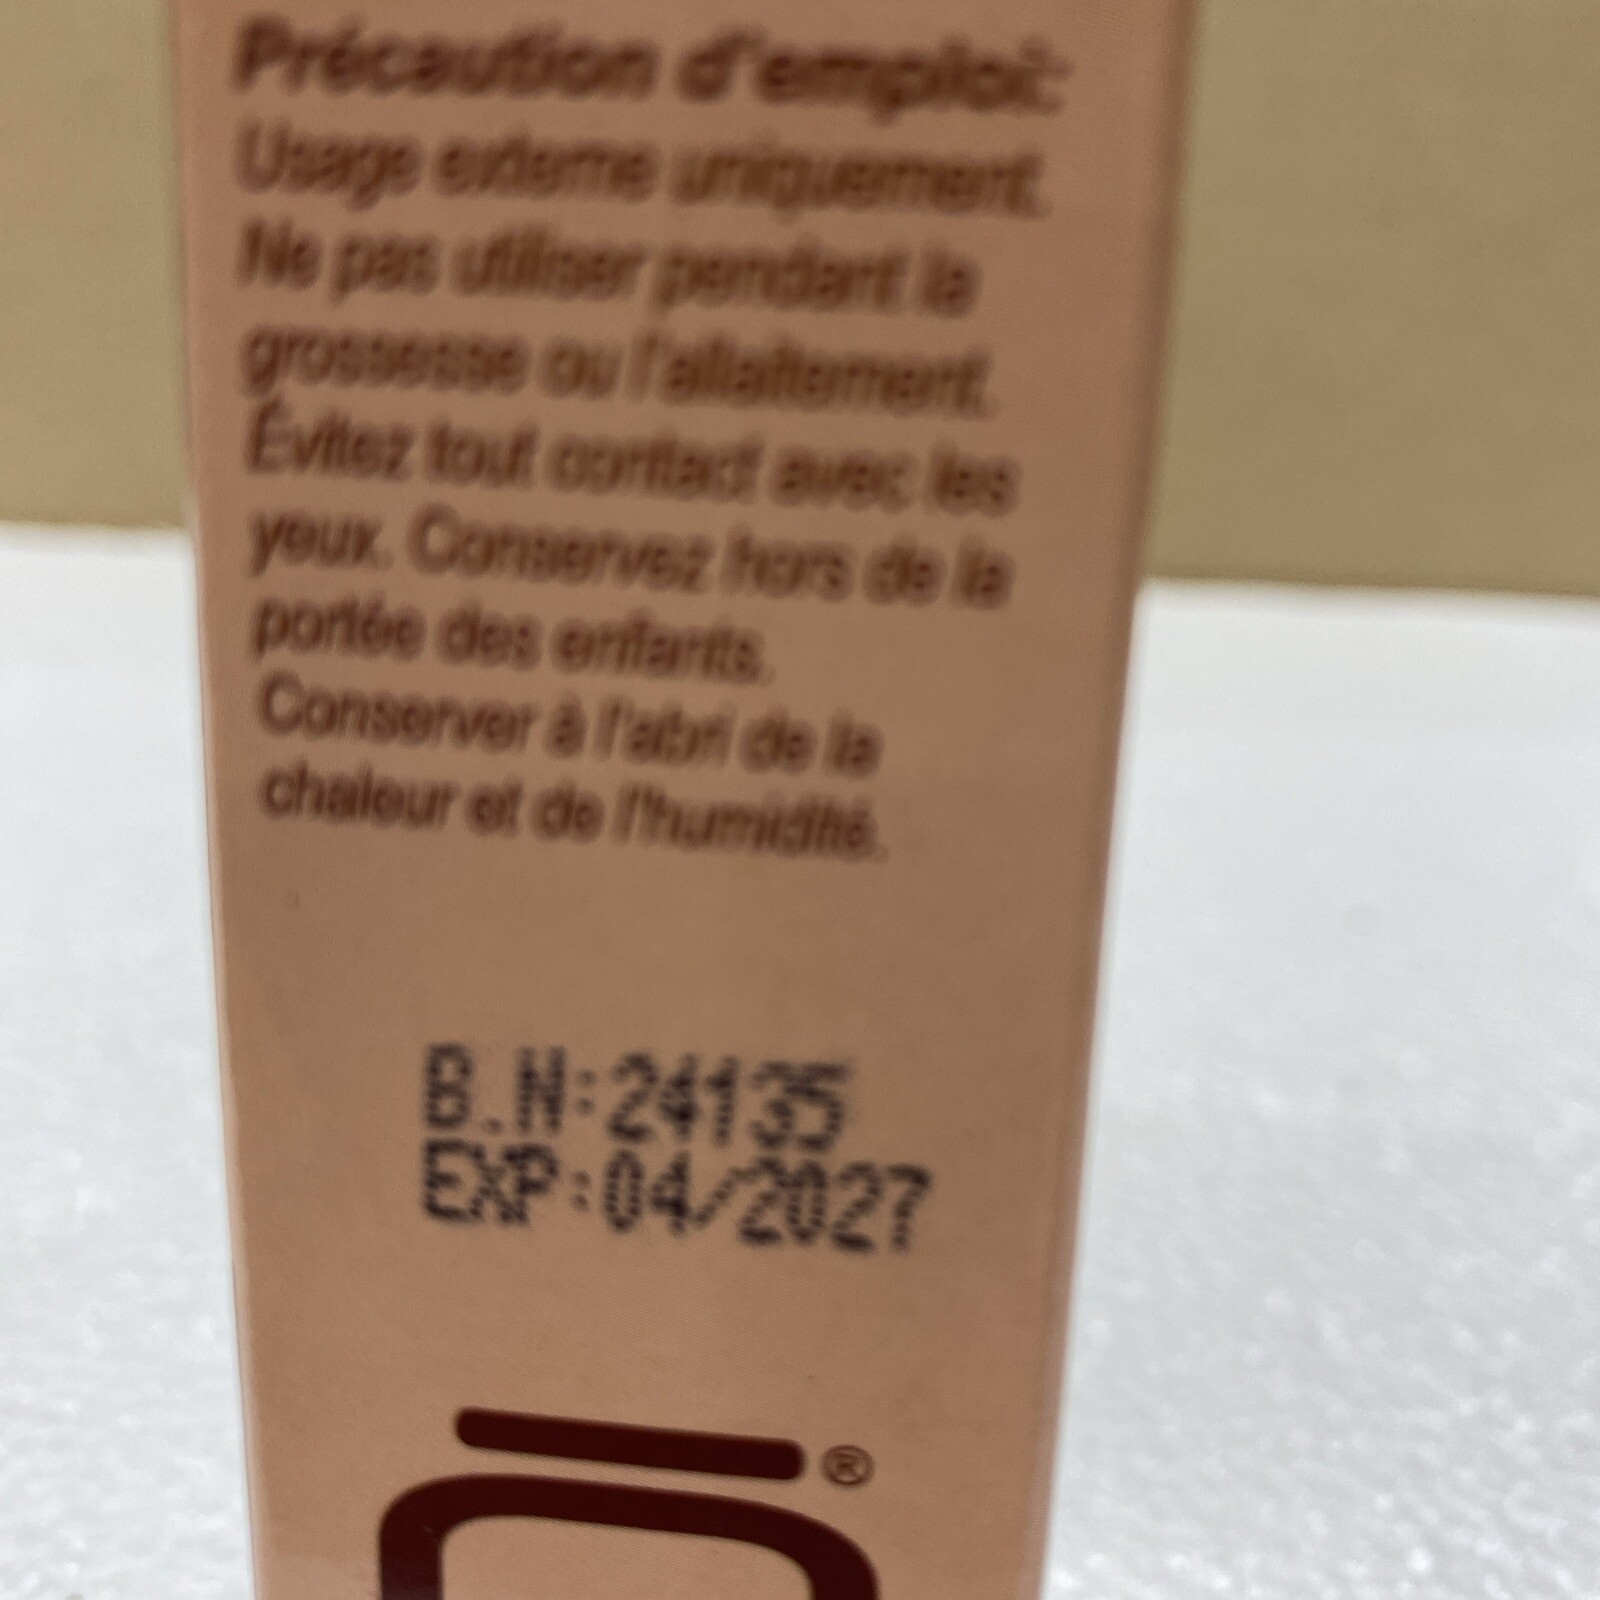 Précaution d'emploi:
Usage externe uniquement.
Ne pas utiliser pendant la
grossesse ou l'allaitement.
Évitez tout contact avec les
yeux. Conservez hors de la
portée des enfants.
Conserver à l'abri de la
chaleur et de l'humidité.
B.N:24135
EXP:04/2027
®